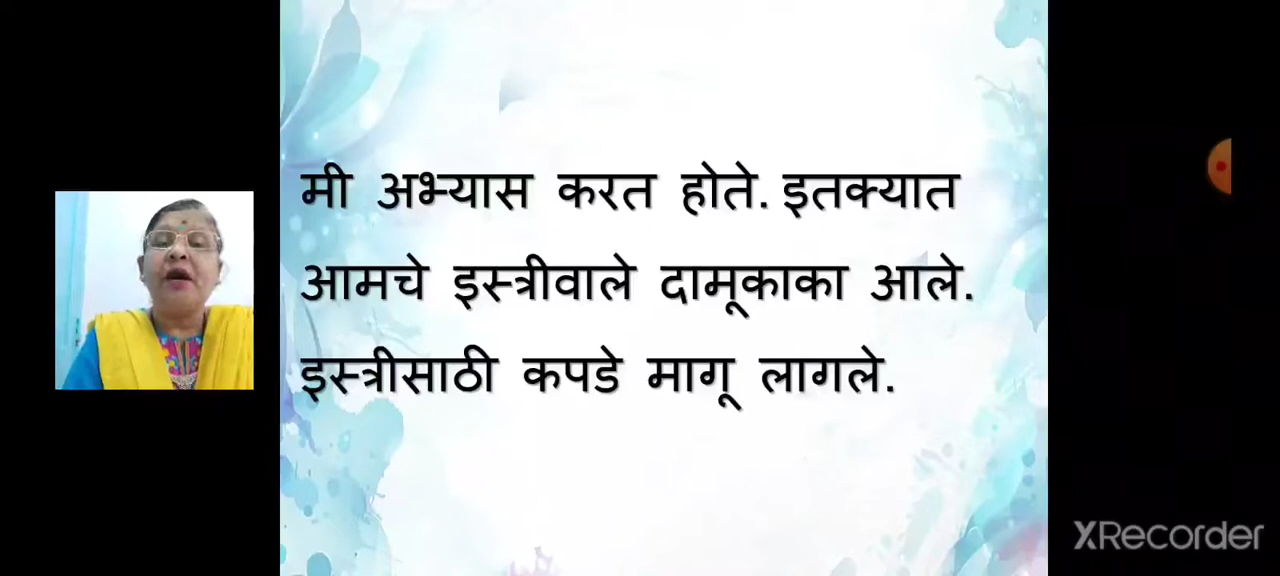 मी अभ्यास करत होते. इतक्यात
आमचे इस्त्रीवाले दामूकाका आले.
इस्त्रीसाठी कपडे मागू लागले.
XRecorder